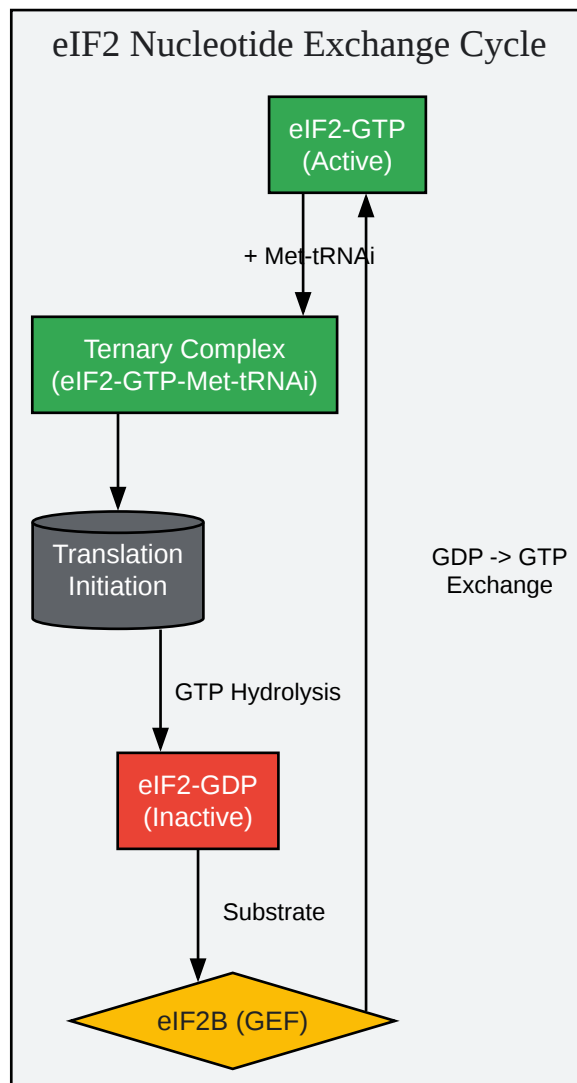 eIF2 Nucleotide Exchange Cycle
eIF2-GTP
(Active)
+ Met-tRNAi
Ternary Complex
(eIF2-GTP-Met-tRNAi)
Translation
Initiation
GDP -> GTP
Exchange
GTP Hydrolysis
eIF2-GDP
(Inactive)
Substrate
eIF2B (GEF)